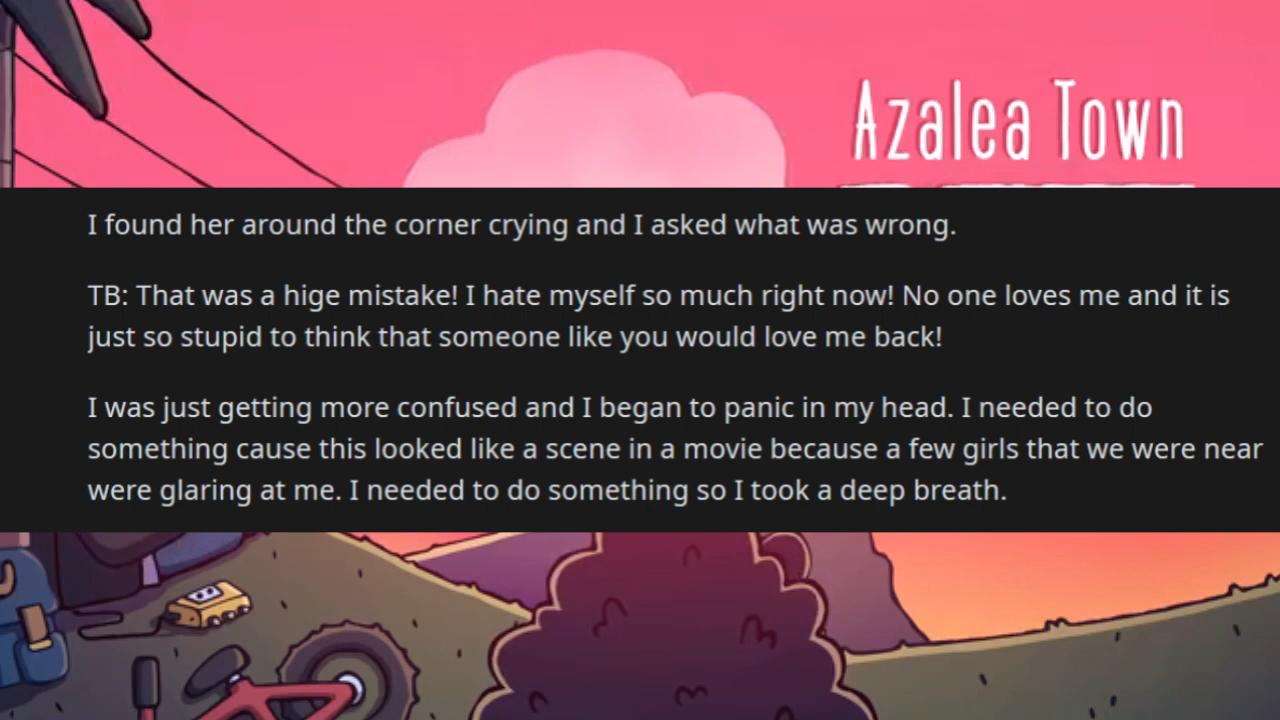 Azalea Town
I found her around the corner crying and I asked what was wrong.
TB: That was a hige mistake! I hate myself so much right now! No one loves me and it is
just so stupid to think that someone like you would love me back!
I was just getting more confused and I began to panic in my head. I needed to do
something cause this looked like a scene in a movie because a few girls that we were near
were glaring at me. I needed to do something so I took a deep breath.